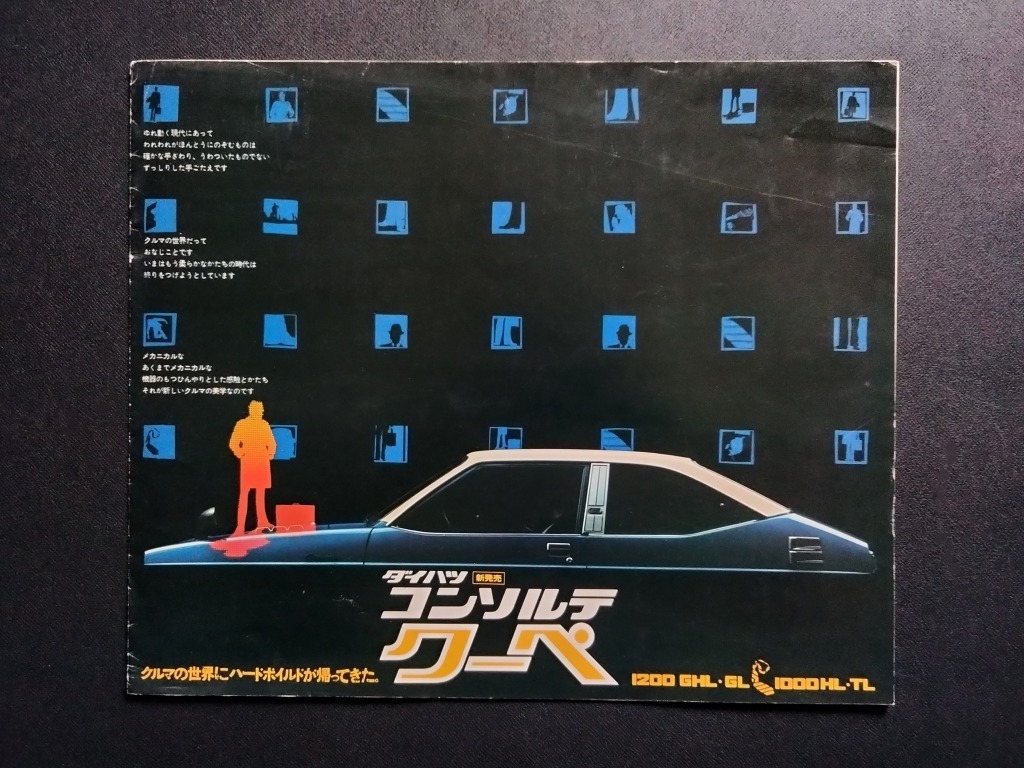 ゆれ動く現代にあって
われわれがほんとうにのぞむものは
確かな手ざわり、うわついたものでない
ずっしりした手ごたえです
クルマの世界だって
おなじことです
いまはもう柔らかなかたちの時代は
終りをつげようとしています
メカニカルな
あくまでメカニカルな
機器のもつひんやりとした感触とかたち
それが新しいクルマの美学なのです
ダイハツ 新発売
コンソルテ
クーペ
クルマの世界にハードボイルドが帰ってきた。
1200 GHL・GL 1000HL・TL